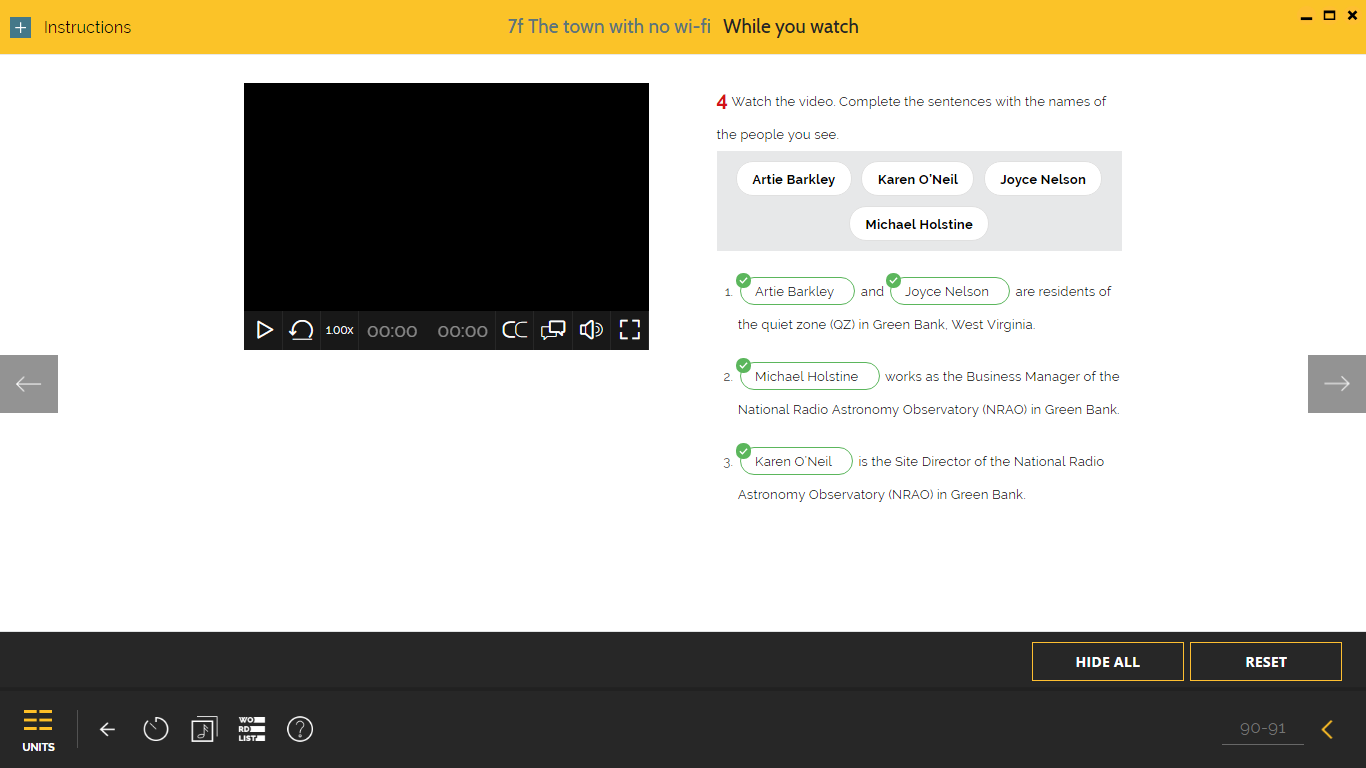 Instructions
7f The town with no wi-fi While you watch
4 Watch the video. Complete the sentences with the names of
the people you see.
Artie Barkley Karen O'Neil Joyce Nelson
Michael Holstine
1. Artie Barkley and Joyce Nelson are residents of
the quiet zone (QZ) in Green Bank, West Virginia.
2. Michael Holstine works as the Business Manager of the
National Radio Astronomy Observatory (NRAO) in Green Bank.
3. Karen O'Neil is the Site Director of the National Radio
Astronomy Observatory (NRAO) in Green Bank.
1.00x 00:00 00:00 CC
HIDE ALL RESET
UNITS
WO
RD
LIST
90-91